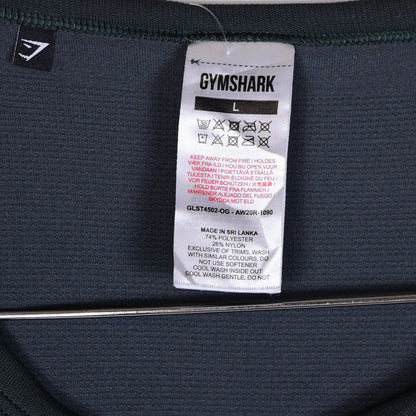 GYMSHARK
L
KEEP AWAY FROM FIRE / HOLDES
VÆK FRA ILD / HOU BIJ OPEN VUUR
VANDAAN / PIDETTÄVÄ ETÄÄLLÄ
TULESTA / TENIR ÉLOIGNÉ DU FEU /
VOR FEUER SCHÜTZEN / 火気厳禁 /
HOLD BORTE FRA FLAMMER /
MANTENER ALEJADO DEL FUEGO
SKYDDA MOT ELD
GLST4502-OG - AW20R-1090
MADE IN SRI LANKA
74% POLYESTER
26% NYLON
EXCLUSIVE OF TRIMS, WASH
WITH SIMILAR COLOURS, DO
NOT USE SOFTENER
COOL WASH INSIDE OUT
COOL WASH GENTLE, DO NOT